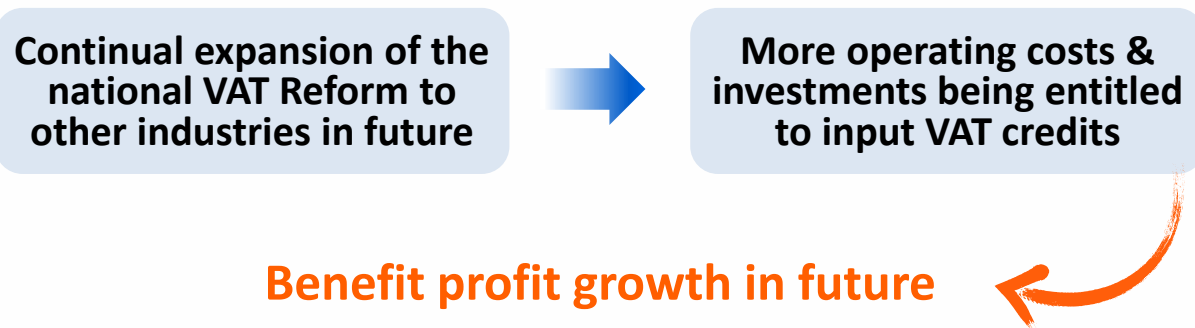 Continual expansion of the
national VAT Reform to
other industries in future
More operating costs &
investments being entitled
to input VAT credits
Benefit profit growth in future